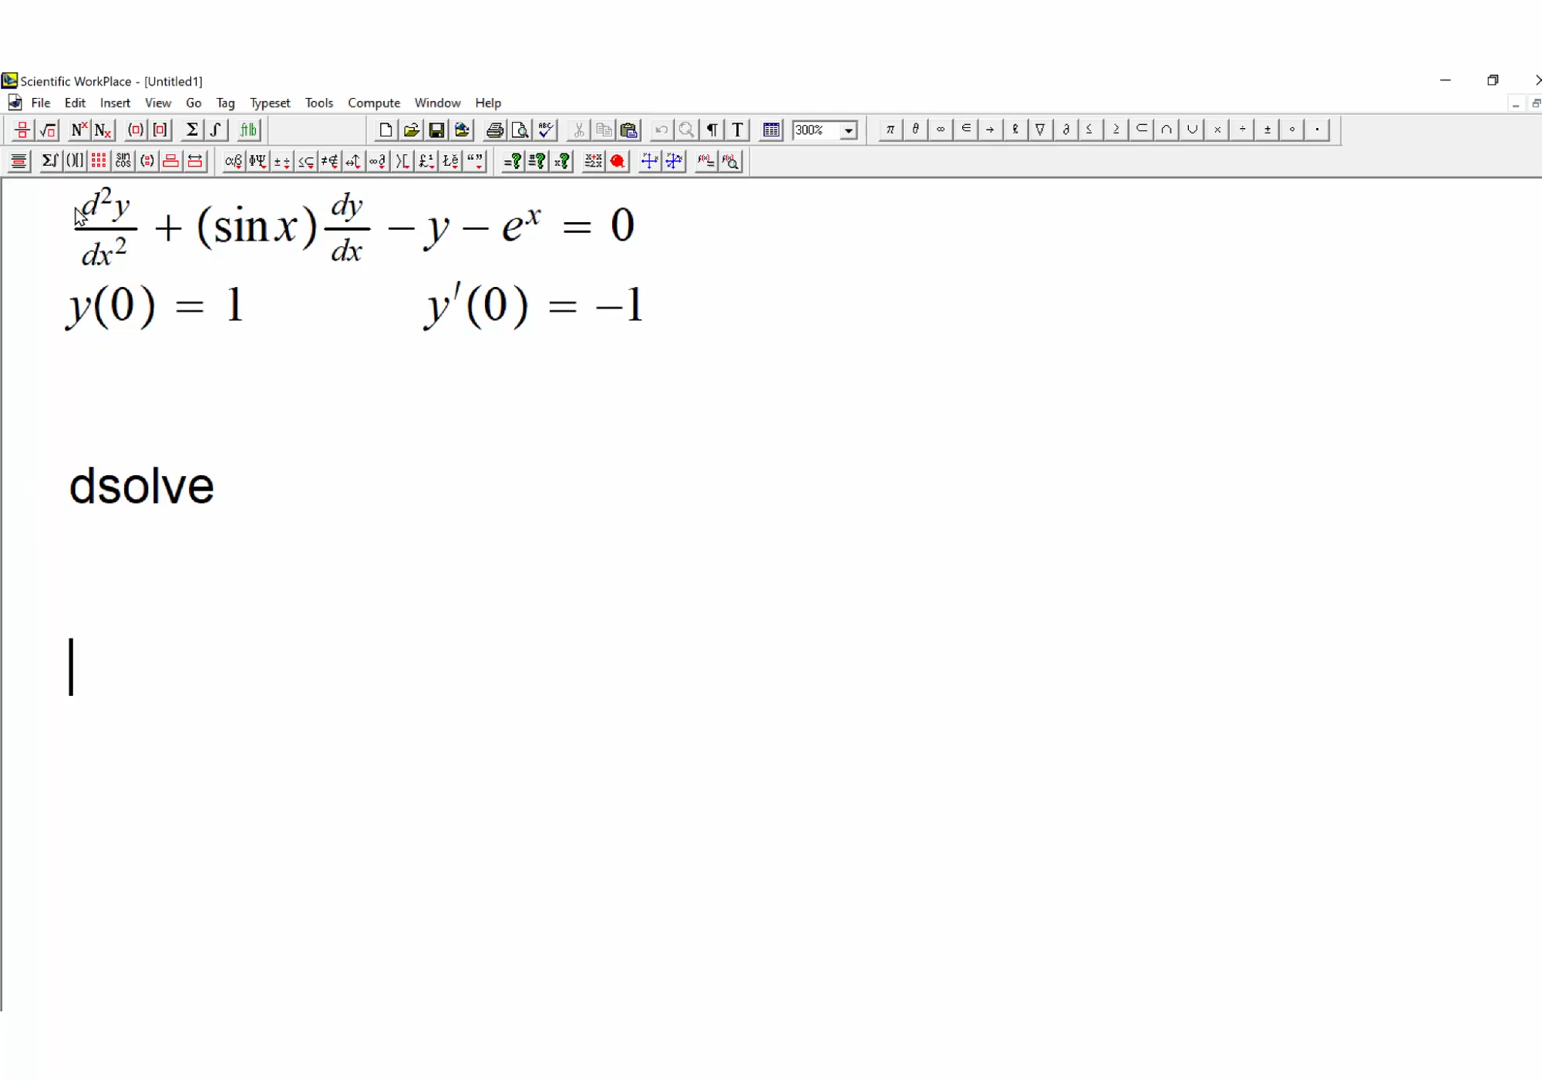 Scientific WorkPlace - [Untitled1]
File Edit Insert View Go Tag Typeset Tools Compute Window Help
300%
π θ ∞ ∈ → ℓ ∇ ∂ ≤ ≥ ⊂ ∩ ∪ × ÷ ± ∘ ·
d²y/dx² + (sin x) dy/dx − y − eˣ = 0
y(0) = 1 y′(0) = −1
dsolve